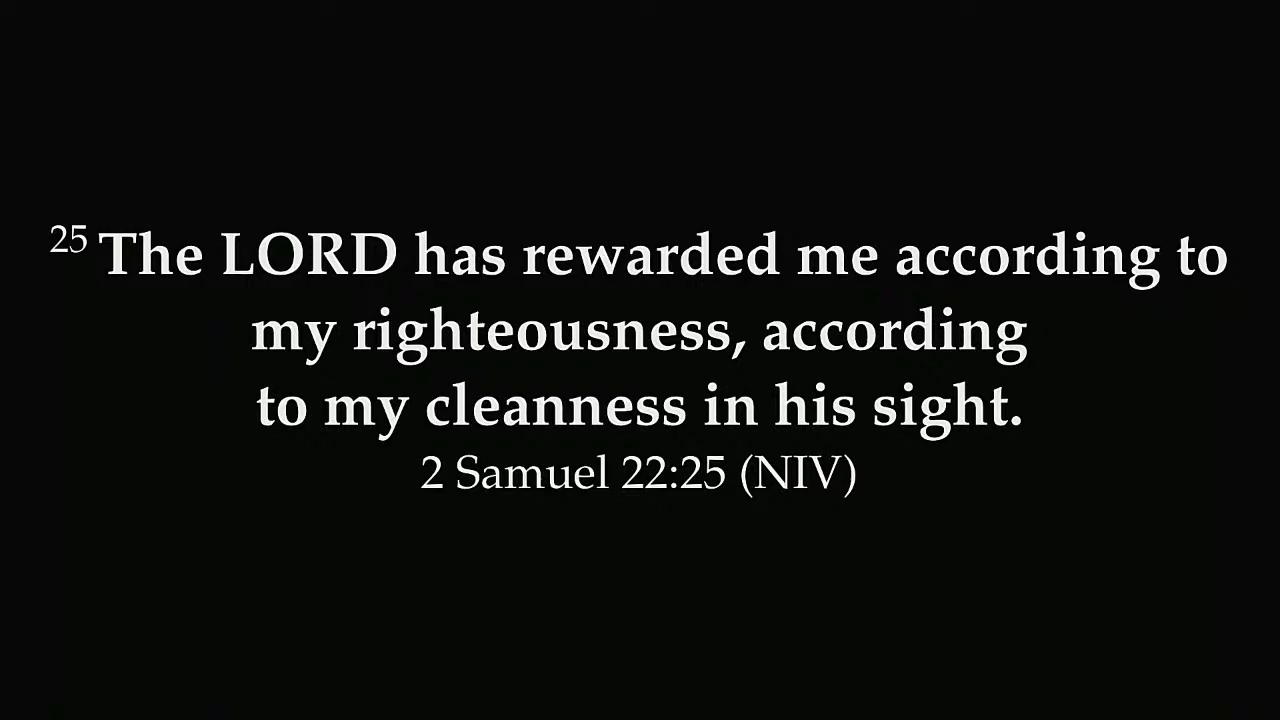 25 The LORD has rewarded me according to
my righteousness, according
to my cleanness in his sight.
2 Samuel 22:25 (NIV)